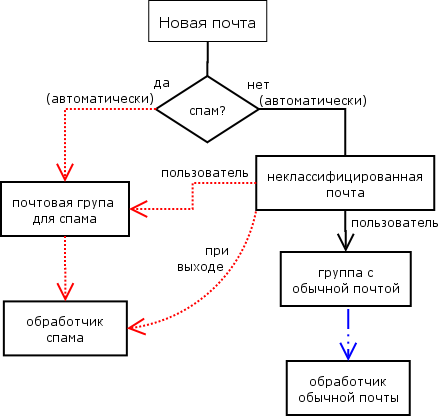 Новая почта
да
нет
(автоматически)
(автоматически)
спам?
пользователь
неклассифицированная
почта
почтовая група
для спама
пользователь
при
выходе
группа с
обычной почтой
обработчик
спама
обработчик
обычной почты